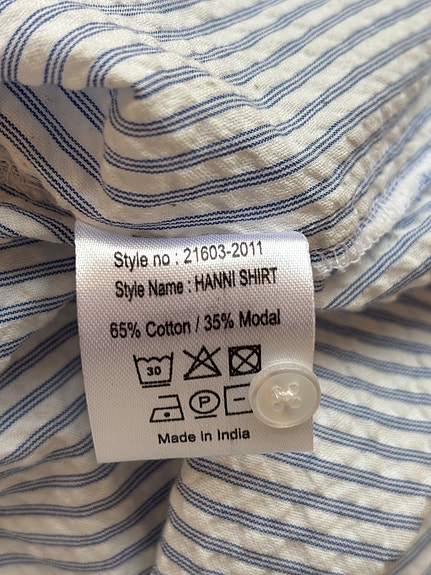 Style no : 21603-2011
Style Name : HANNI SHIRT
65% Cotton / 35% Modal
30
P
Made in India